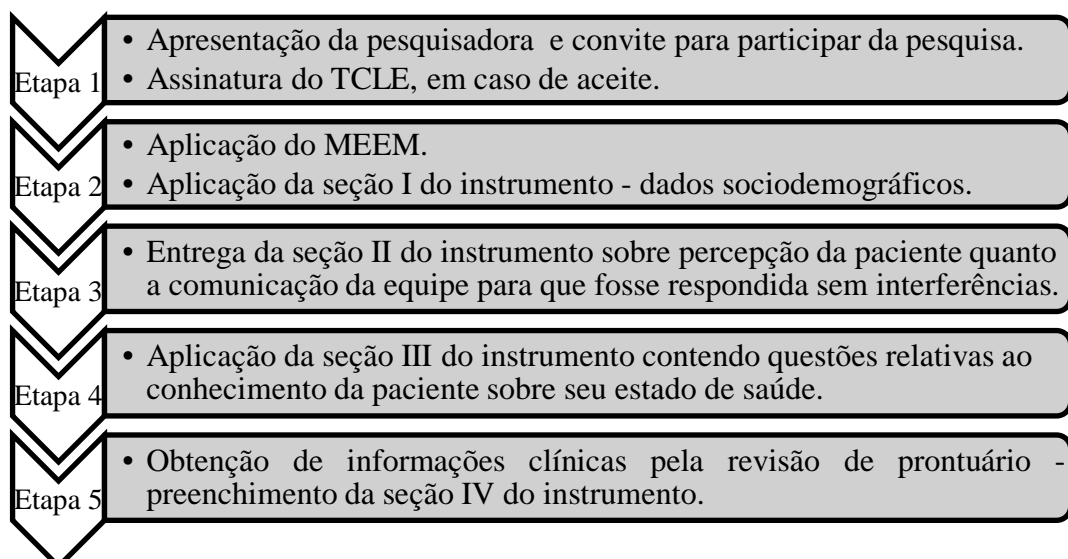 Etapa 1
• Apresentação da pesquisadora e convite para participar da pesquisa.
• Assinatura do TCLE, em caso de aceite.
Etapa 2
• Aplicação do MEEM.
• Aplicação da seção I do instrumento - dados sociodemográficos.
Etapa 3
• Entrega da seção II do instrumento sobre percepção da paciente quanto
a comunicação da equipe para que fosse respondida sem interferências.
Etapa 4
• Aplicação da seção III do instrumento contendo questões relativas ao
conhecimento da paciente sobre seu estado de saúde.
Etapa 5
• Obtenção de informações clínicas pela revisão de prontuário -
preenchimento da seção IV do instrumento.